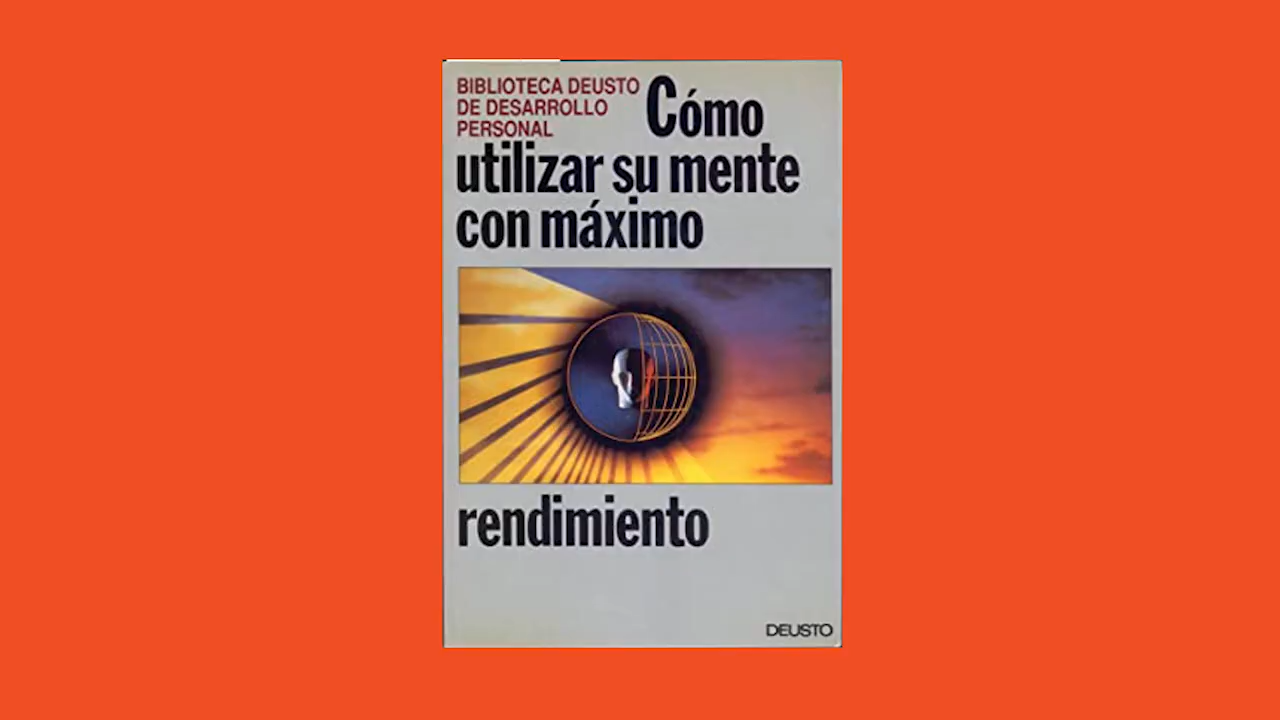 BIBLIOTECA DEUSTO
DE DESARROLLO
PERSONAL
Cómo
utilizar su mente
con máximo
rendimiento
DEUSTO